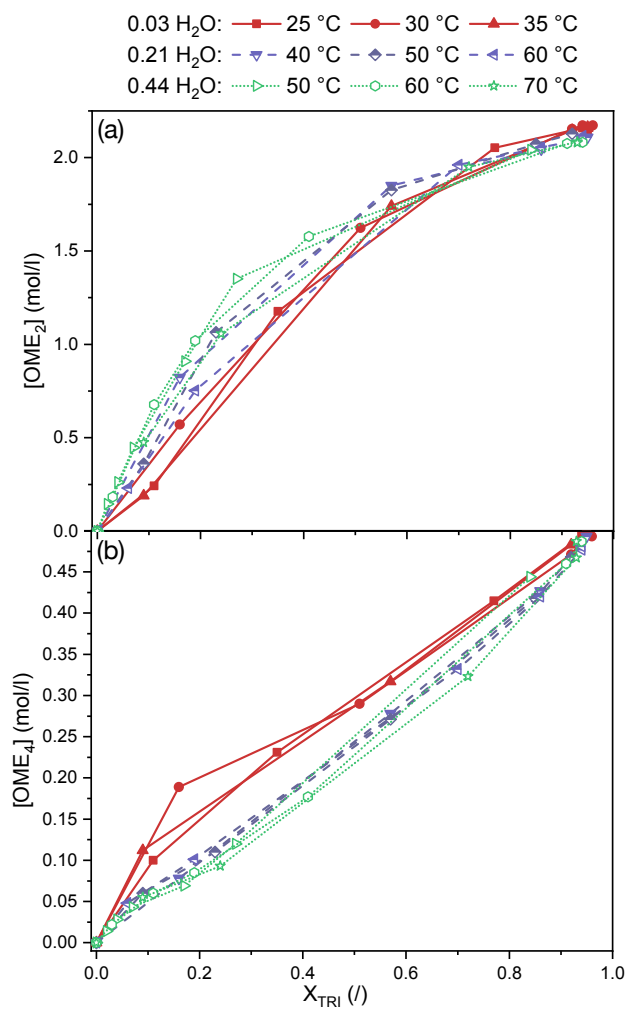 0.03 H₂O: 25 °C 30 °C 35 °C
0.21 H₂O: 40 °C 50 °C 60 °C
0.44 H₂O: 50 °C 60 °C 70 °C
(a)
2.0
1.5
1.0
0.5
0.0
[OME₂] (mol/l)
(b)
0.45
0.40
0.35
0.30
0.25
0.20
0.15
0.10
0.05
0.00
[OME₄] (mol/l)
0.0 0.2 0.4 0.6 0.8 1.0
X_TRI (/)